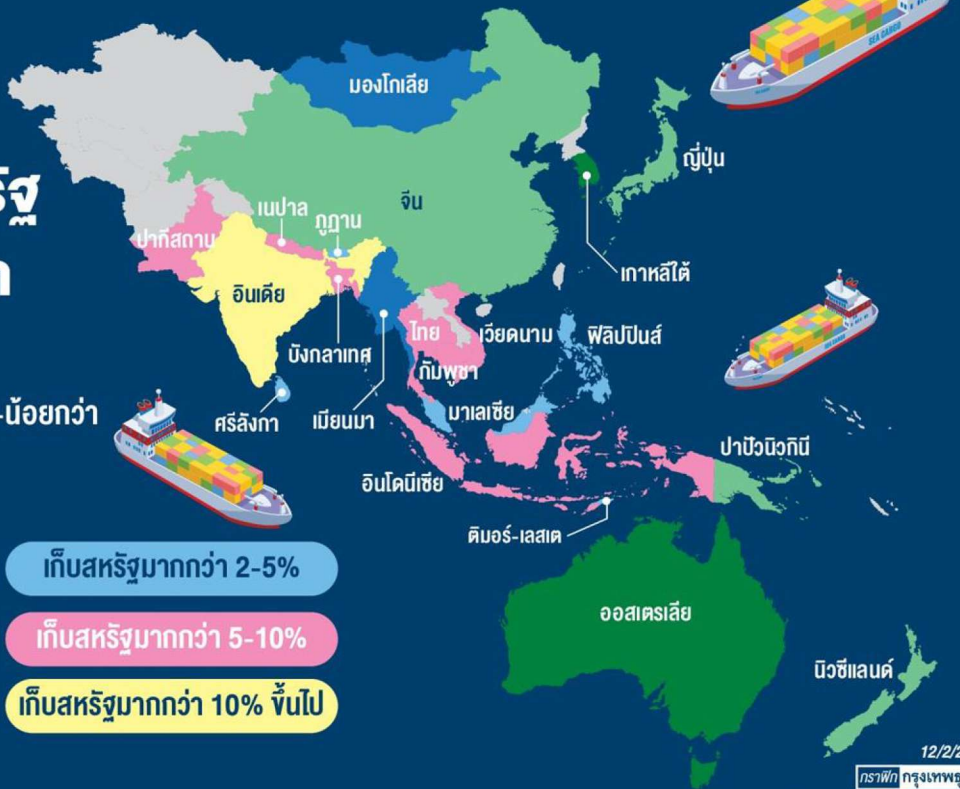 มองโกเลีย
ญี่ปุ่น
จีน
เนปาล
ภูฏาน
ปากีสถาน
เกาหลีใต้
อินเดีย
ไทย
เวียดนาม
ฟิลิปปินส์
บังกลาเทศ
กัมพูชา
-น้อยกว่า
ศรีลังกา
เมียนมา
มาเลเซีย
ปาปัวนิวกินี
อินโดนีเซีย
ติมอร์-เลสเต
เก็บสหรัฐมากกว่า 2-5%
ออสเตรเลีย
เก็บสหรัฐมากกว่า 5-10%
นิวซีแลนด์
เก็บสหรัฐมากกว่า 10% ขึ้นไป
12/2/2
กราฟิก กรุงเทพธุ